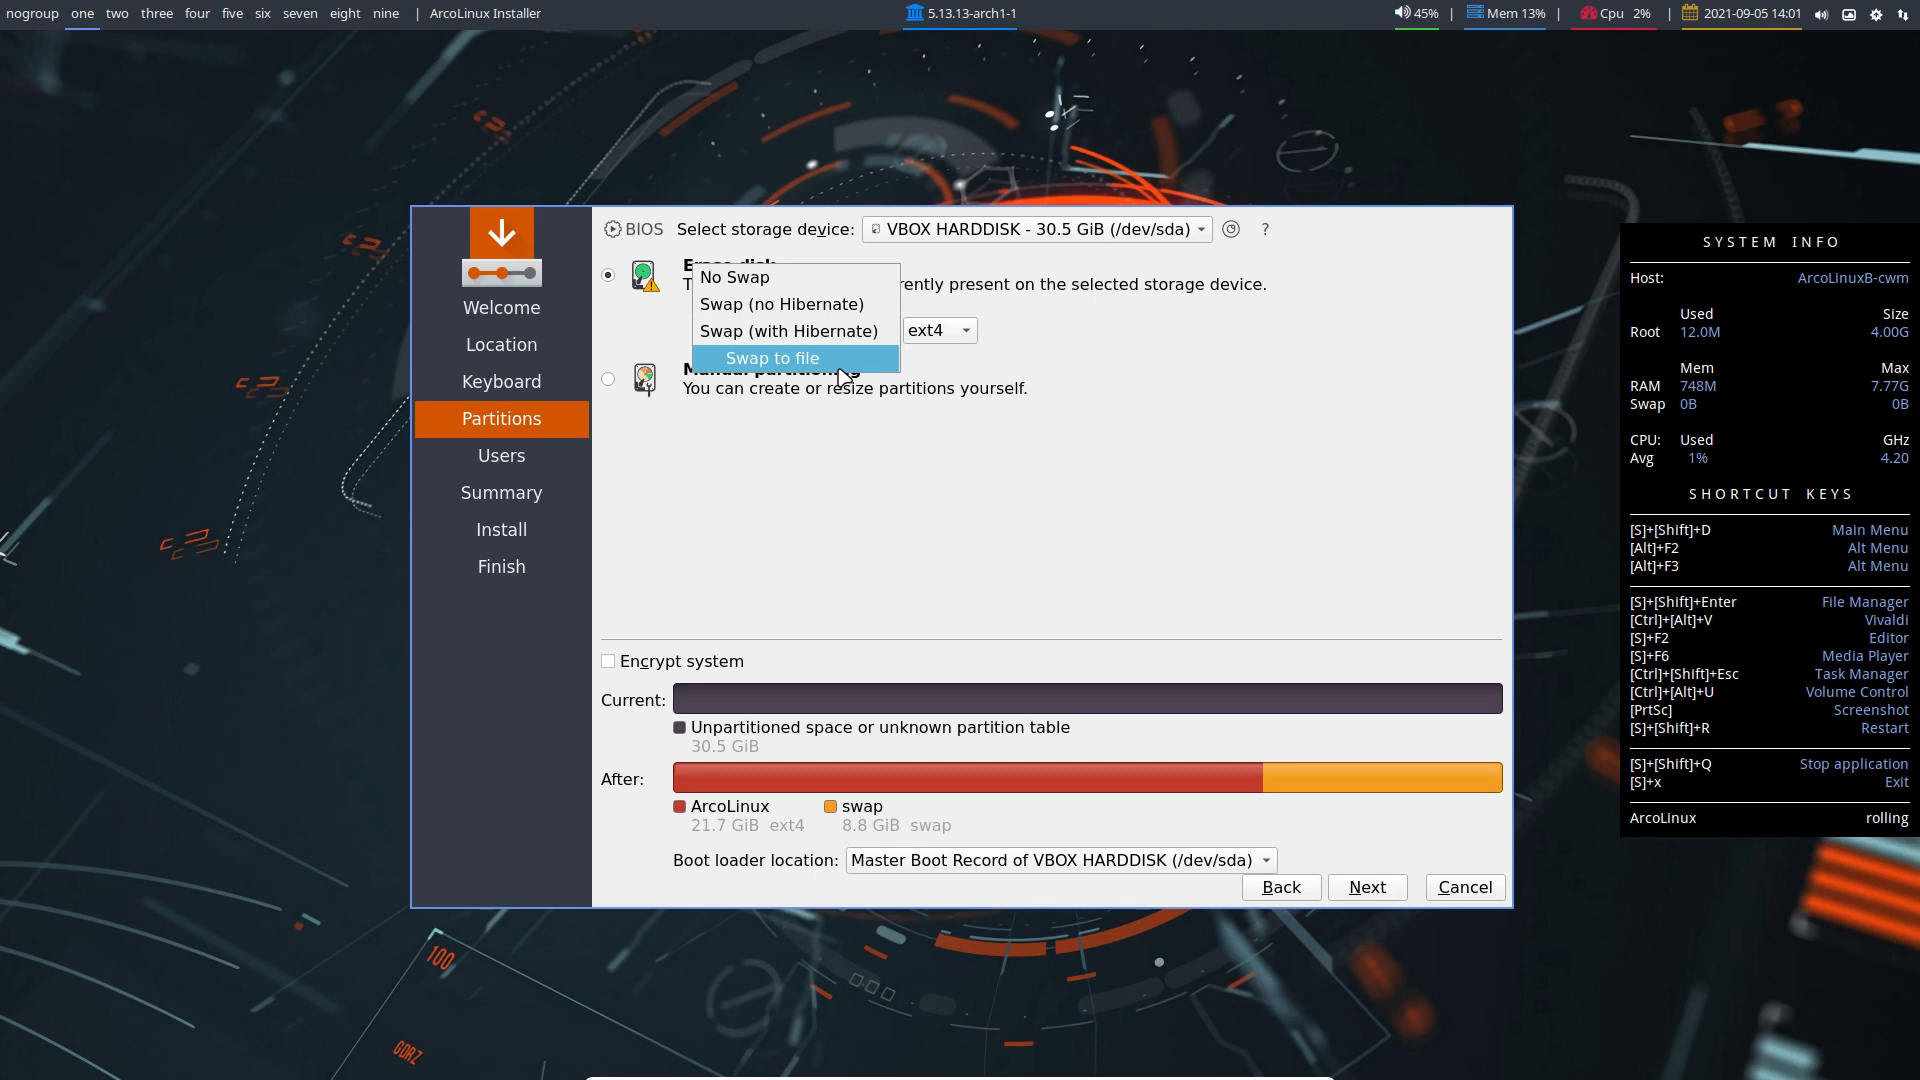 nogroup one two three four five six seven eight nine | ArcoLinux Installer
5.13.13-arch1-1
45% | Mem 13% | Cpu 2% | 2021-09-05 14:01
BIOS Select storage device: VBOX HARDDISK - 30.5 GiB (/dev/sda) ?
Welcome
Location
Keyboard
Partitions
Users
Summary
Install
Finish
Erase disk
No Swap
rently present on the selected storage device.
Swap (no Hibernate)
Swap (with Hibernate) ext4
Swap to file
Manual partitioning
You can create or resize partitions yourself.
Encrypt system
Current:
Unpartitioned space or unknown partition table
30.5 GiB
After:
ArcoLinux swap
21.7 GiB ext4 8.8 GiB swap
Boot loader location: Master Boot Record of VBOX HARDDISK (/dev/sda)
Back Next Cancel
SYSTEM INFO
Host: ArcoLinuxB-cwm
Used Size
Root 12.0M 4.00G
Mem Max
RAM 748M 7.77G
Swap 0B 0B
CPU: Used GHz
Avg 1% 4.20
SHORTCUT KEYS
[S]+[Shift]+D Main Menu
[Alt]+F2 Alt Menu
[Alt]+F3 Alt Menu
[S]+[Shift]+Enter File Manager
[Ctrl]+[Alt]+V Vivaldi
[S]+F2 Editor
[S]+F6 Media Player
[Ctrl]+[Shift]+Esc Task Manager
[Ctrl]+[Alt]+U Volume Control
[PrtSc] Screenshot
[S]+[Shift]+R Restart
[S]+[Shift]+Q Stop application
[S]+x Exit
ArcoLinux rolling
100